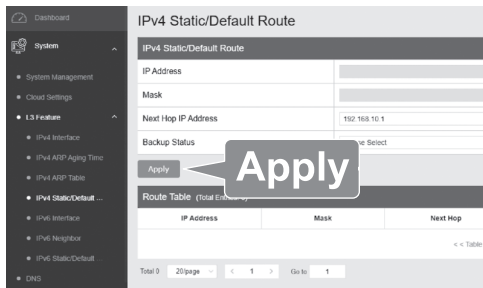 Dashboard
System
System Management
Cloud Settings
L3 Feature
IPv4 Interface
IPv4 ARP Aging Time
IPv4 ARP Table
IPv4 Static/Default ...
IPv6 Interface
IPv6 Neighbor
IPv6 Static/Default ...
DNS
IPv4 Static/Default Route
IPv4 Static/Default Route
IP Address
Mask
Next Hop IP Address 192.168.10.1
Backup Status Select
Apply Apply
Route Table (Total
IP Address Mask Next Hop
< < Table
Total 0 20/page < 1 > Go to 1